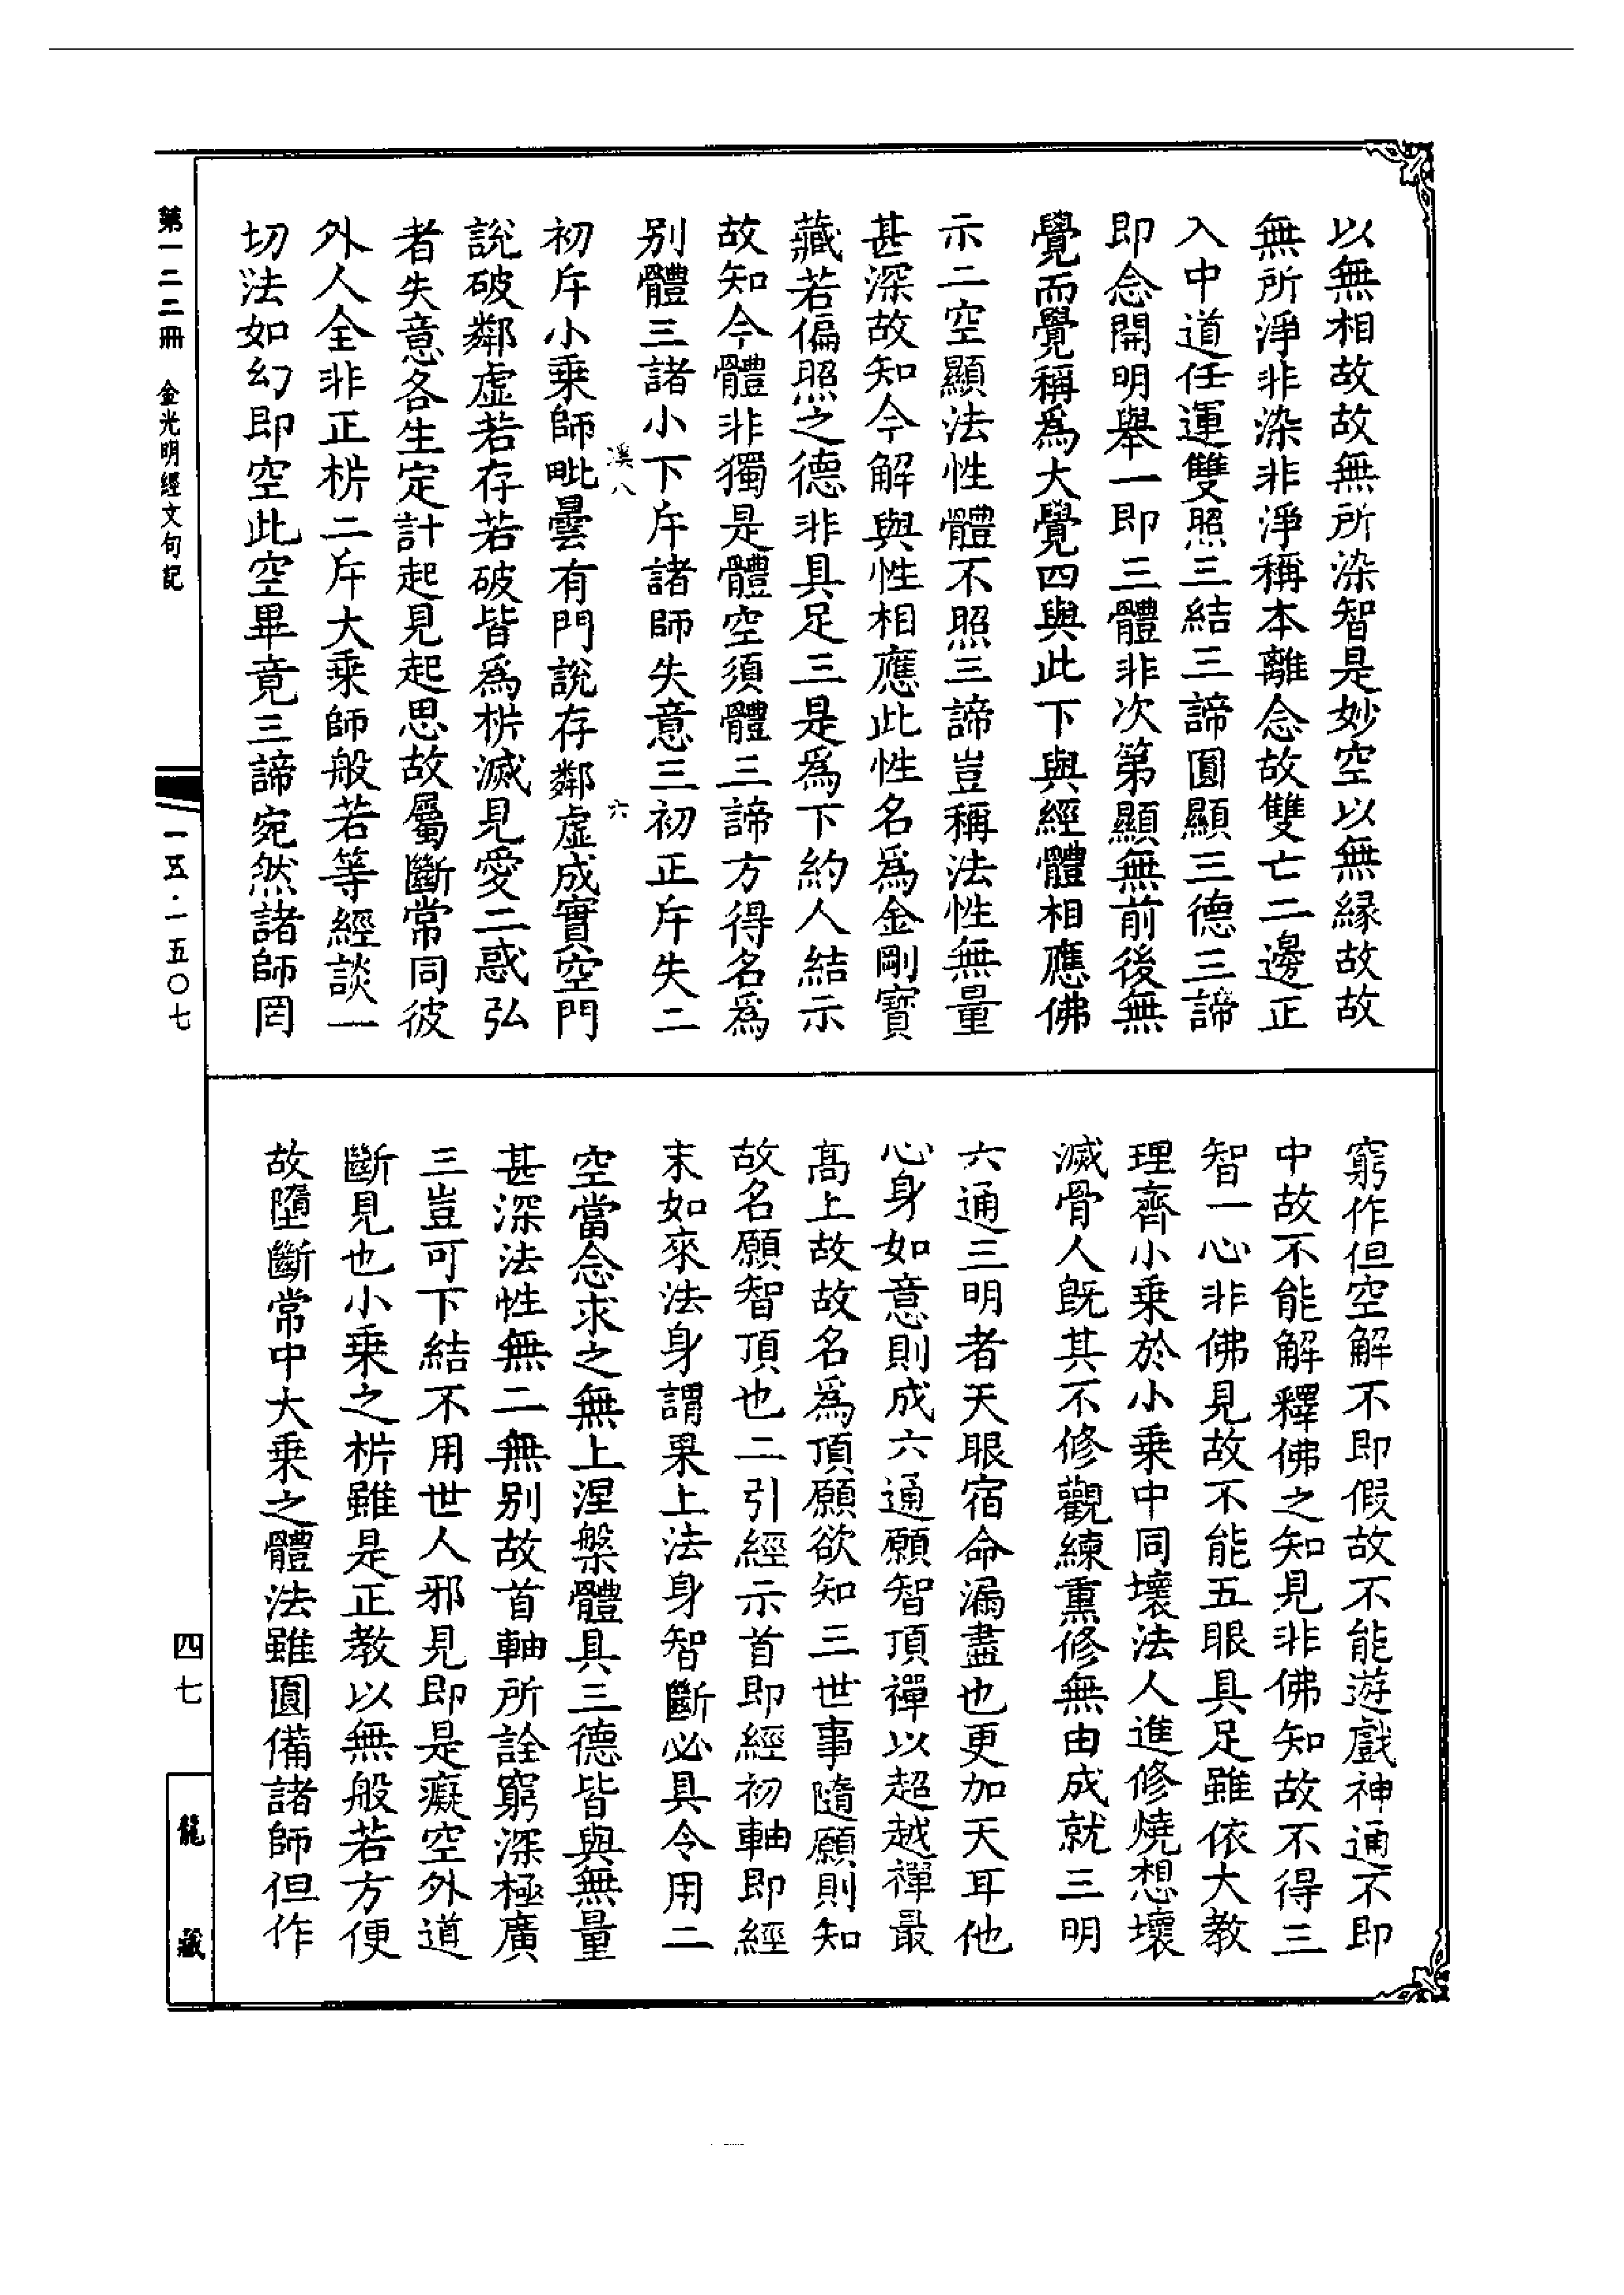 以無相故故無所染智是妙空以無緣故故
無所淨非染非淨稱本離念故雙亡二邊正
入中道任運雙照三結三諦圓顯三德三諦
即念開明舉一即三體非次第顯無前後無
覺而覺稱為大覺四與此下與經體相應佛
示二空顯法性體不照三諦豈稱法性無量
甚深故知今解與性相應此性名為金剛寶
藏若偏照之德非具足三是為下約人結示
故知今體非獨是體空須體三諦方得名為
別體三諸小下斥諸師失意三初正斥失二
漢八 六
初斥小乘師毗曇有門說存鄰虛成實空門
說破鄰虛若存若破皆為㭊滅見愛二惑弘
者失意各生定計起見起思故屬斷常同彼
外人全非正㭊二斥大乘師般若等經談一
切法如幻即空此空畢竟三諦宛然諸師罔
窮作但空解不即假故不能遊戲神通不即
中故不能解釋佛之知見非佛知故不得三
智一心非佛見故不能五眼具足雖依大教
理齊小乘於小乘中同壞法人進修燒想壞
滅骨人既其不修觀練熏修無由成就三明
六通三明者天眼宿命漏盡也更加天耳他
心身如意則成六通願智頂禪以超越禪最
高上故故名為頂願欲知三世事隨願則知
故名願智頂也二引經示首即經初軸即經
末如來法身謂果上法身智斷必具今用二
空當念求之無上涅槃體具三德皆與無量
甚深法性無二無別故首軸所詮窮深極廣
三豈可下結不用世人邪見即是癡空外道
斷見也小乘之㭊雖是正教以無般若方便
故墮斷常中大乘之體法雖圓備諸師但作
第一二二冊 金光明經文句記
一五·一五〇七
四七
龍藏